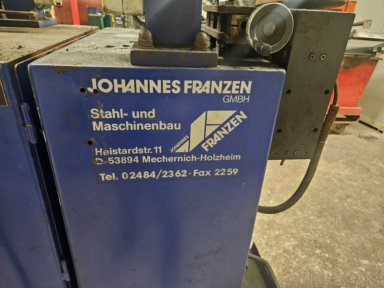 JOHANNES FRANZEN
GMBH
Stahl- und
Maschinenbau
JOHANNES
FRANZEN
Heistardstr. 11
D-53894 Mechernich-Holzheim
Tel. 02484/2362 · Fax 2259